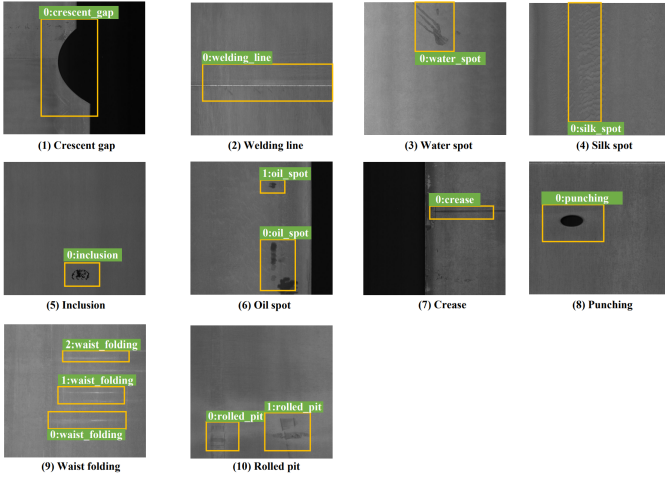 0:crescent_gap
(1) Crescent gap
0:welding_line
(2) Welding line
0:water_spot
(3) Water spot
0:silk_spot
(4) Silk spot
0:inclusion
(5) Inclusion
1:oil_spot
0:oil_spot
(6) Oil spot
0:crease
(7) Crease
0:punching
(8) Punching
2:waist_folding
1:waist_folding
0:waist_folding
(9) Waist folding
0:rolled_pit
1:rolled_pit
(10) Rolled pit